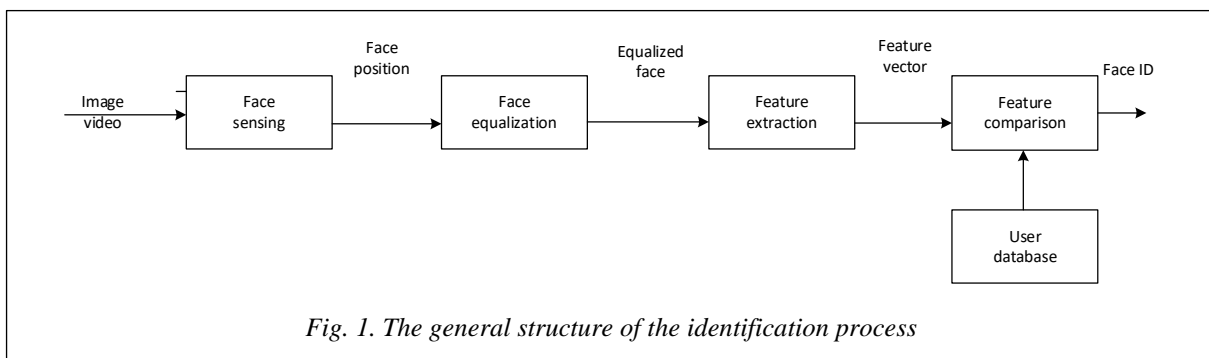 Image
video
Face
sensing
Face
position
Face
equalization
Equalized
face
Feature
extraction
Feature
vector
Feature
comparison
Face ID
User
database
Fig. 1. The general structure of the identification process